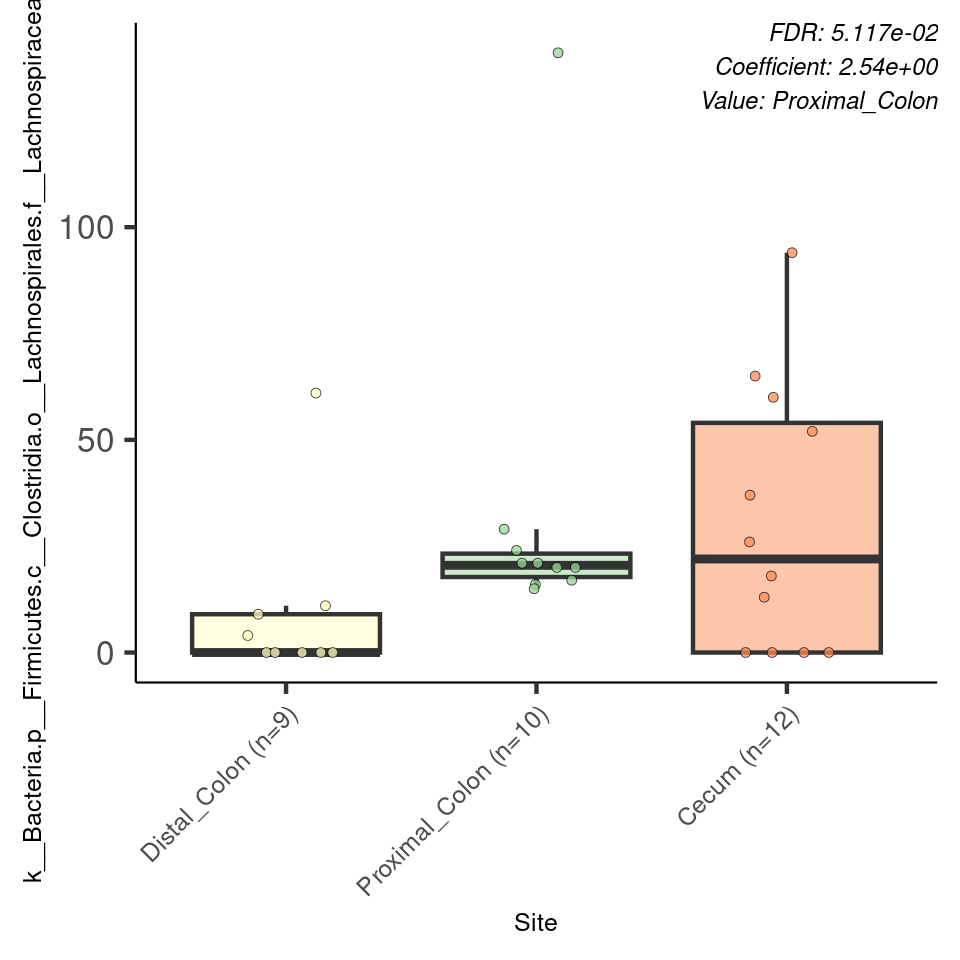 FDR: 5.117e-02
Coefficient: 2.54e+00
Value: Proximal_Colon
k__Bacteria.p__Firmicutes.c__Clostridia.o__Lachnospirales.f__Lachnospiracea
100
50
0
Distal_Colon (n=9)
Proximal_Colon (n=10)
Cecum (n=12)
Site